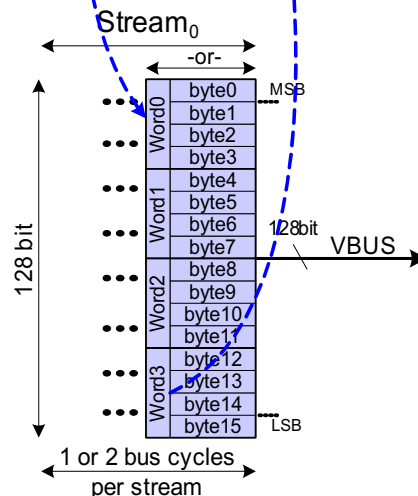 Stream0
-or-
MSB
Word0
byte0
byte1
byte2
byte3
Word1
byte4
byte5
byte6
byte7
128bit
VBUS
128 bit
Word2
byte8
byte9
byte10
byte11
Word3
byte12
byte13
byte14
byte15
LSB
1 or 2 bus cycles
per stream